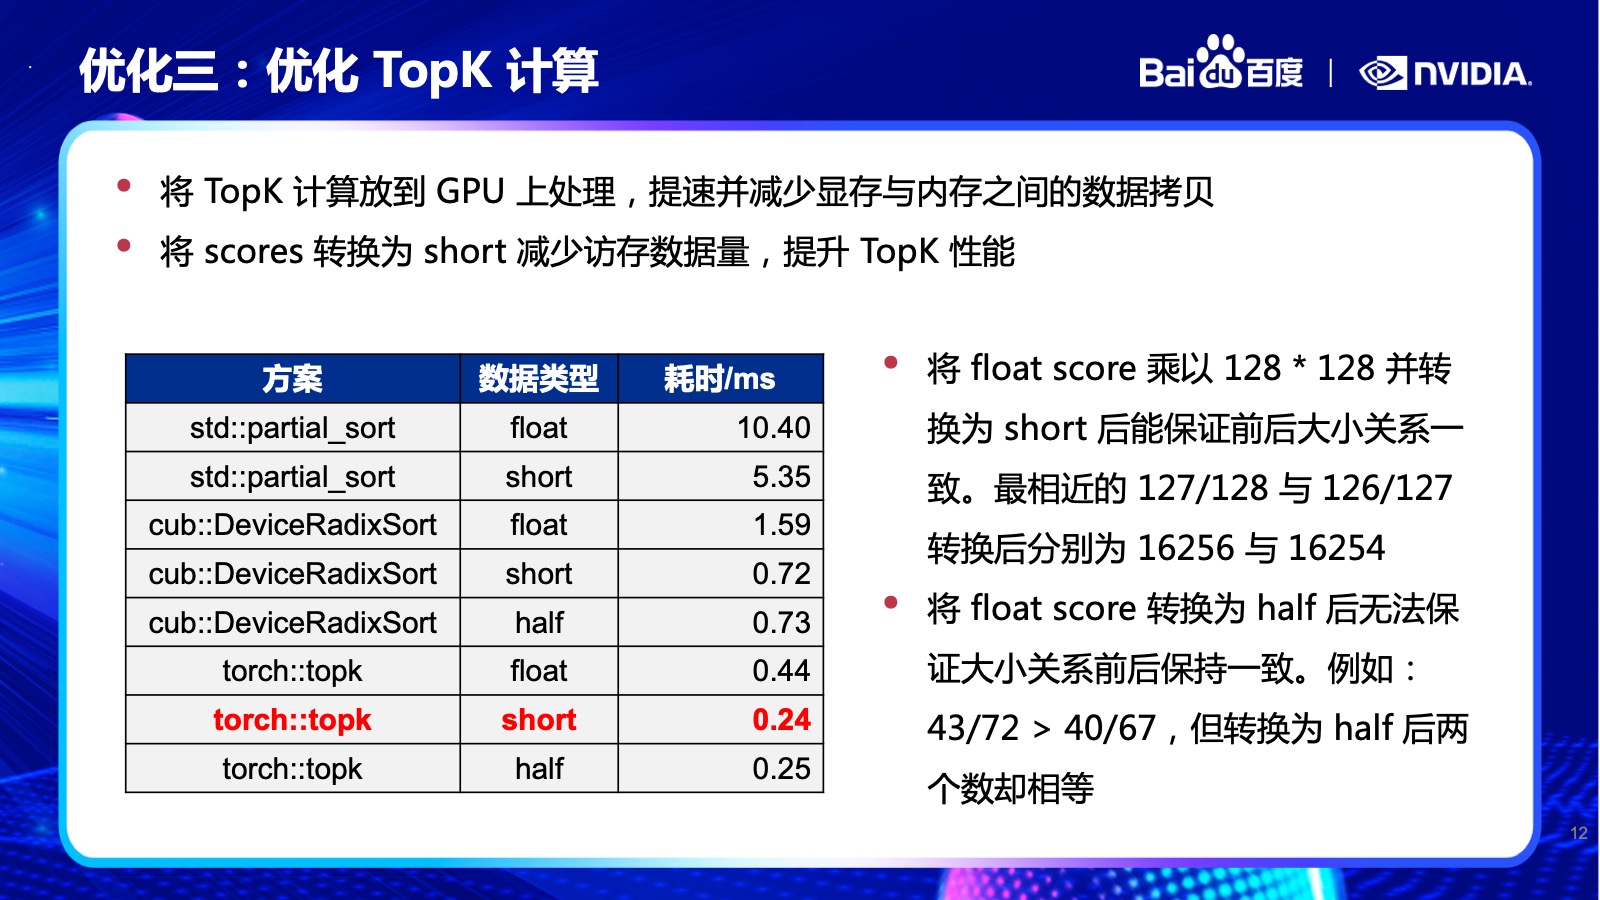 优化三：优化 TopK 计算
Baidu百度 | NVIDIA.
将 TopK 计算放到 GPU 上处理，提速并减少显存与内存之间的数据拷贝
将 scores 转换为 short 减少访存数据量，提升 TopK 性能
方案 数据类型 耗时/ms
std::partial_sort float 10.40
std::partial_sort short 5.35
cub::DeviceRadixSort float 1.59
cub::DeviceRadixSort short 0.72
cub::DeviceRadixSort half 0.73
torch::topk float 0.44
torch::topk short 0.24
torch::topk half 0.25
将 float score 乘以 128 * 128 并转
换为 short 后能保证前后大小关系一
致。最相近的 127/128 与 126/127
转换后分别为 16256 与 16254
将 float score 转换为 half 后无法保
证大小关系前后保持一致。例如：
43/72 > 40/67，但转换为 half 后两
个数却相等
12